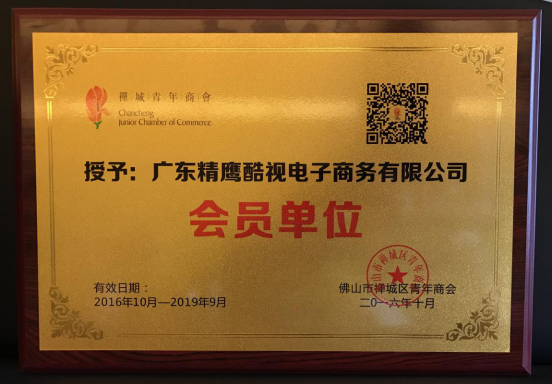 禪城青年商會
Chancheng
Junior Chamber of Commerce
授予：广东精鹰酷视电子商务有限公司
会员单位
有效日期：
2016年10月—2019年9月
佛山市禅城区青年商会
二0一六年十月